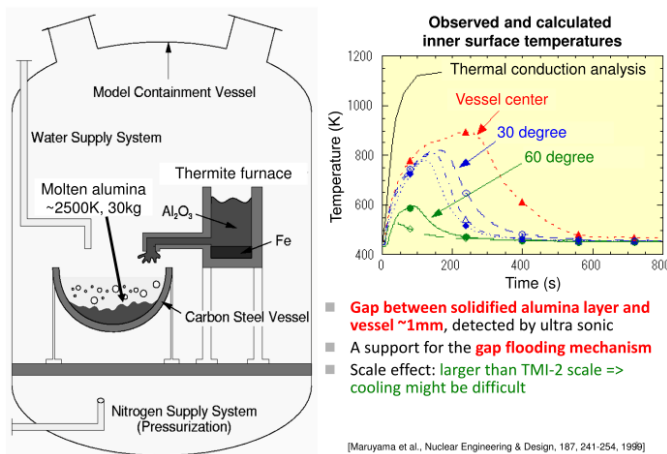 Model Containment Vessel
Water Supply System
Molten alumina
~2500K, 30kg
Thermite furnace
Al₂O₃
Fe
Carbon Steel Vessel
Nitrogen Supply System
(Pressurization)
Observed and calculated
inner surface temperatures
Thermal conduction analysis
Vessel center
30 degree
60 degree
Temperature (K)
1200
1000
800
600
400
0
200
400
600
800
Time (s)
Gap between solidified alumina layer and
vessel ~1mm, detected by ultra sonic
A support for the gap flooding mechanism
Scale effect: larger than TMI-2 scale =>
cooling might be difficult
[Maruyama et al., Nuclear Engineering & Design, 187, 241-254, 1999]